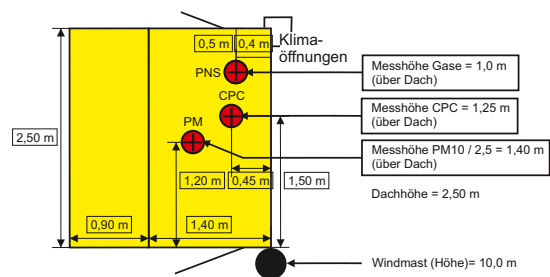 0,5 m
0,4 m
Klima-
öffnungen
PNS
Messhöhe Gase = 1,0 m
(über Dach)
CPC
Messhöhe CPC = 1,25 m
(über Dach)
PM
2,50 m
Messhöhe PM10 / 2,5 = 1,40 m
(über Dach)
1,20 m
0,45 m
1,50 m
Dachhöhe = 2,50 m
0,90 m
1,40 m
Windmast (Höhe)= 10,0 m